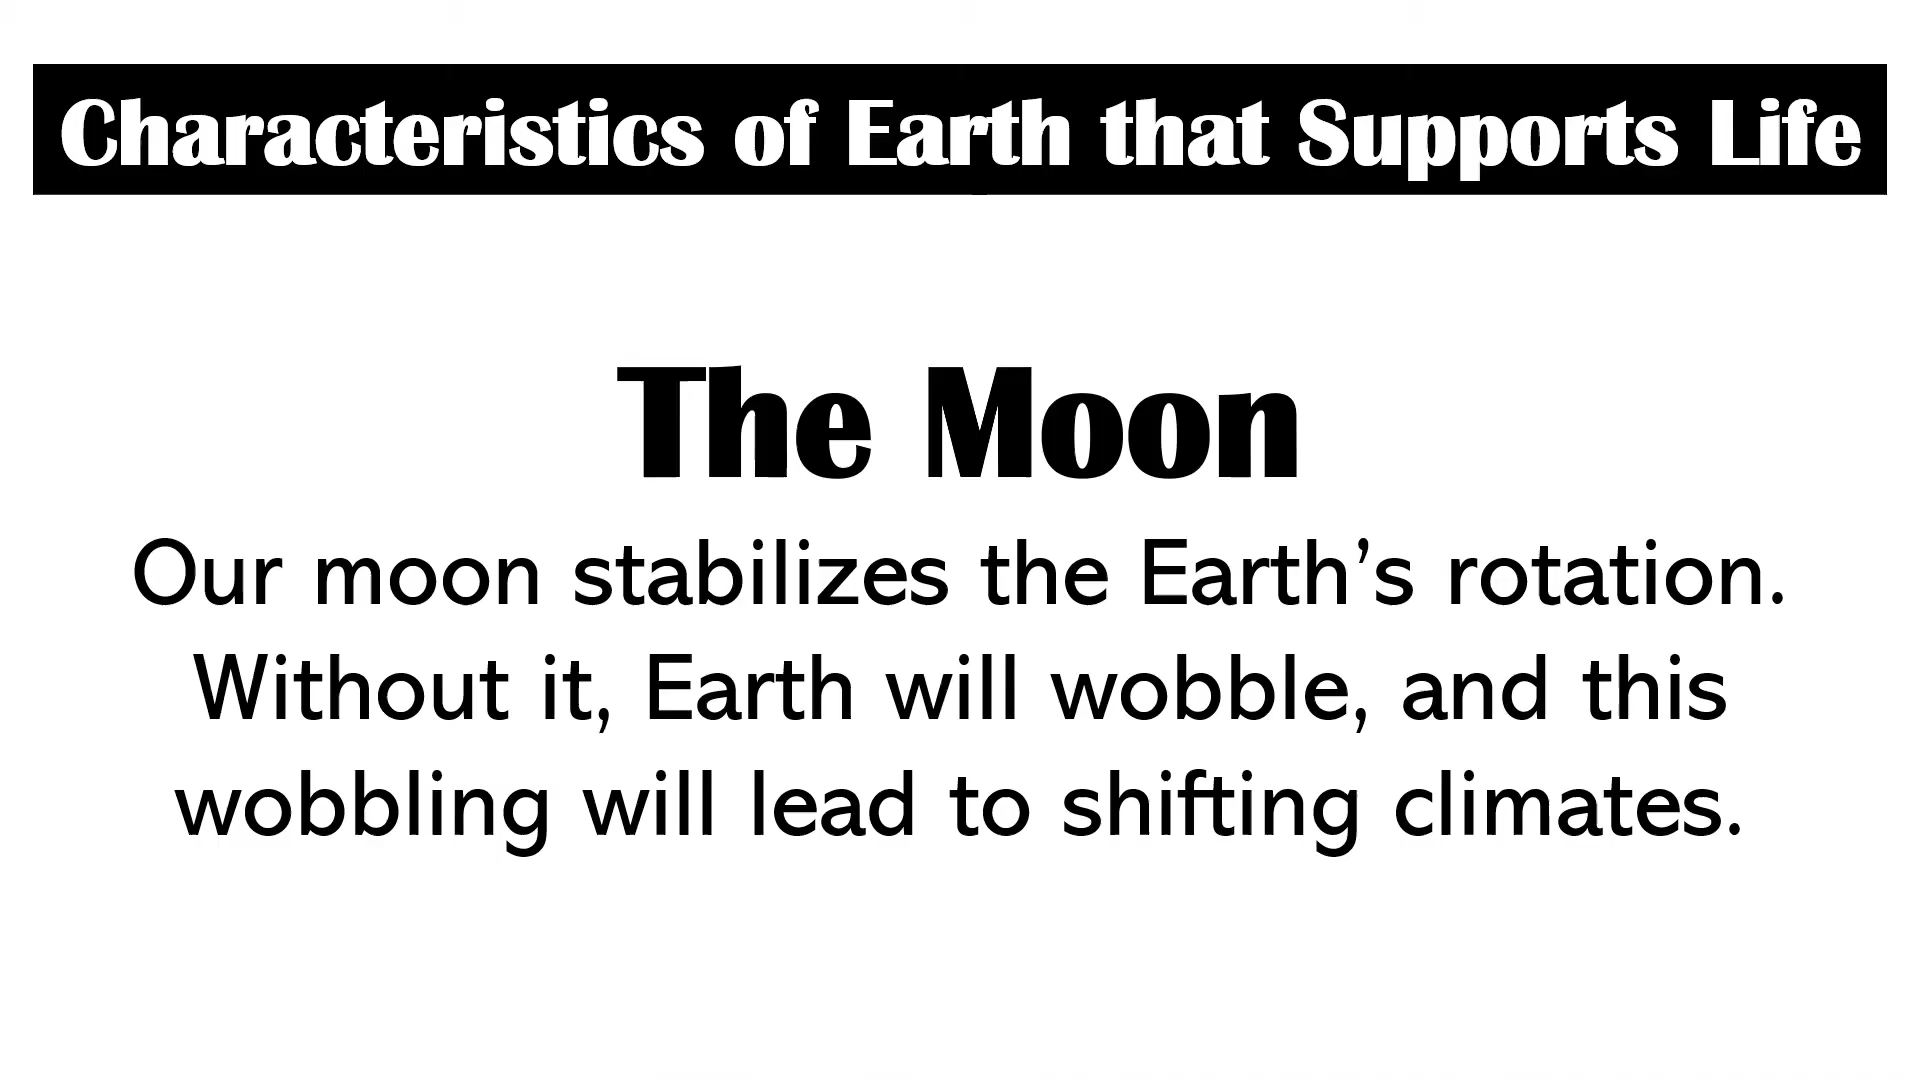 Characteristics of Earth that Supports Life
The Moon
Our moon stabilizes the Earth’s rotation.
Without it, Earth will wobble, and this
wobbling will lead to shifting climates.